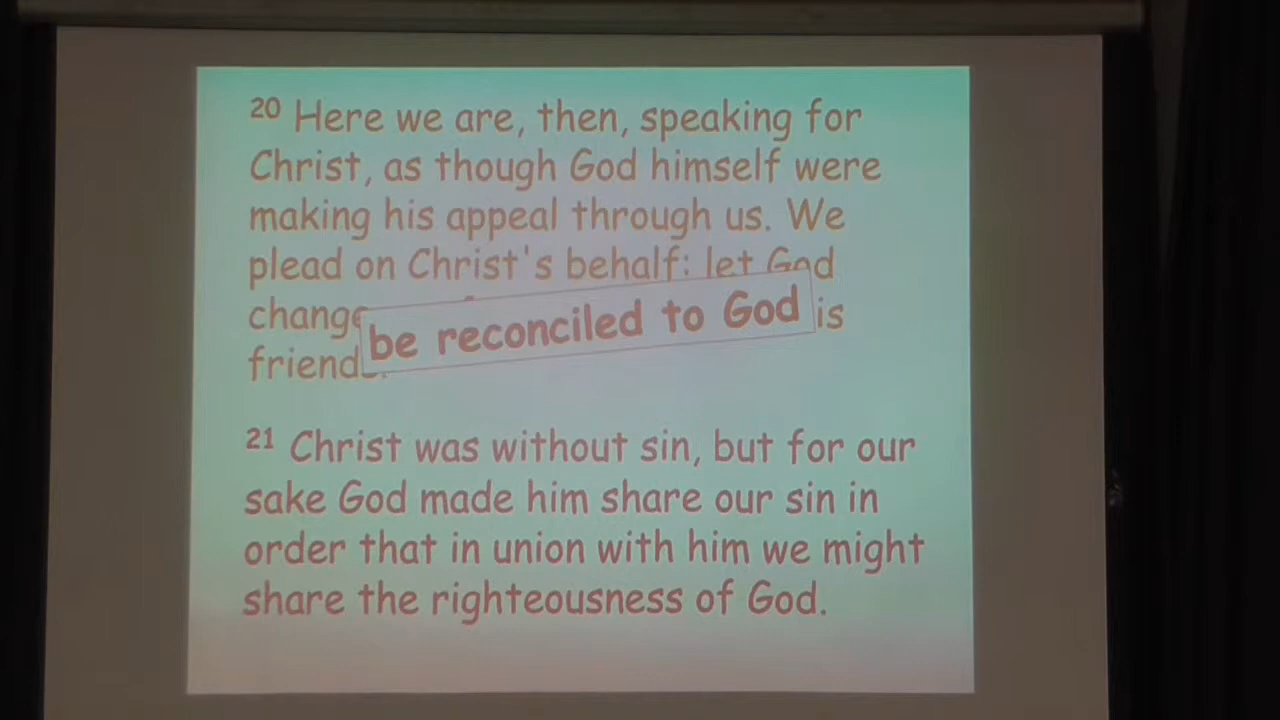 20 Here we are, then, speaking for
Christ, as though God himself were
making his appeal through us. We
plead on Christ's behalf: let God
change is
be reconciled to God
friends.
21 Christ was without sin, but for our
sake God made him share our sin in
order that in union with him we might
share the righteousness of God.